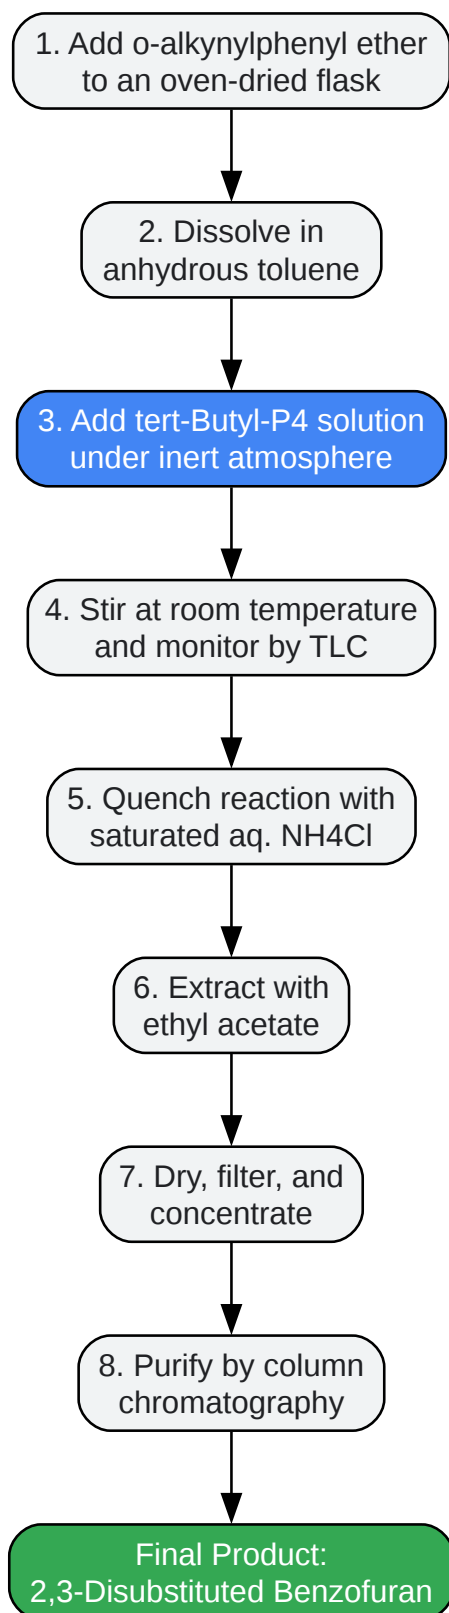 1. Add o-alkynylphenyl ether
to an oven-dried flask
2. Dissolve in
anhydrous toluene
3. Add tert-Butyl-P4 solution
under inert atmosphere
4. Stir at room temperature
and monitor by TLC
5. Quench reaction with
saturated aq. NH4Cl
6. Extract with
ethyl acetate
7. Dry, filter, and
concentrate
8. Purify by column
chromatography
Final Product:
2,3-Disubstituted Benzofuran